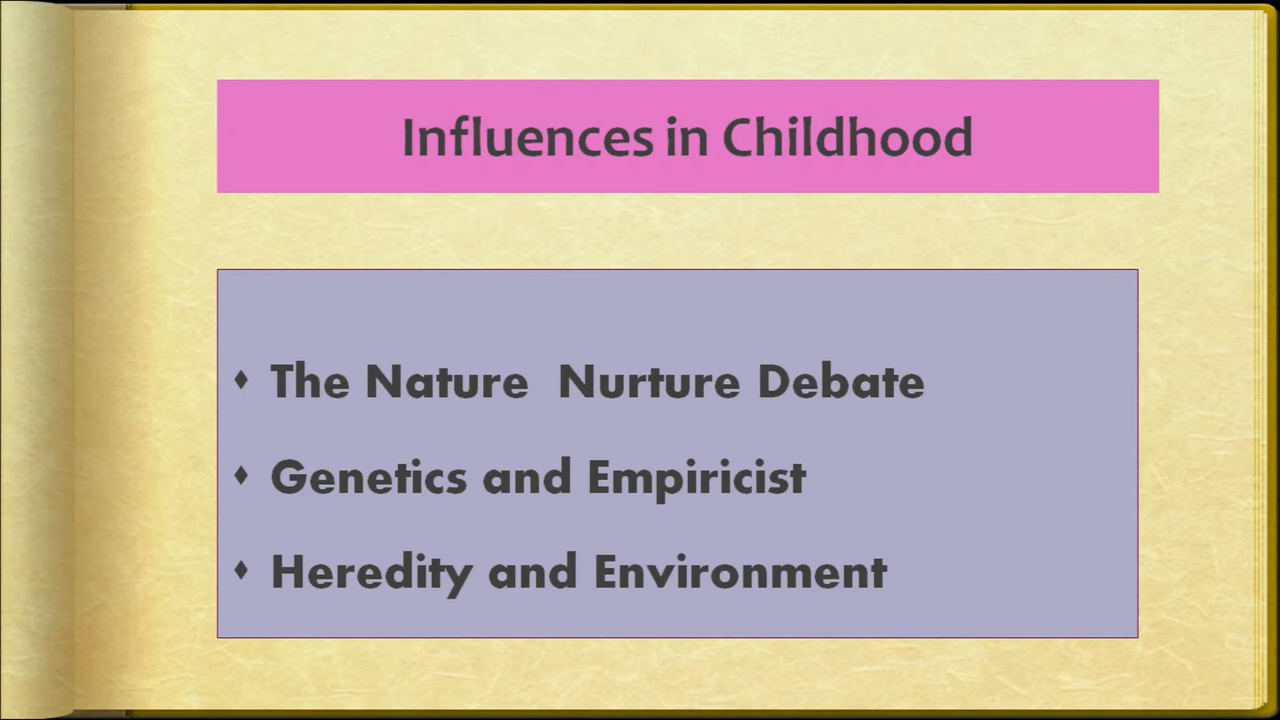 Influences in Childhood
♦ The Nature Nurture Debate
♦ Genetics and Empiricist
♦ Heredity and Environment